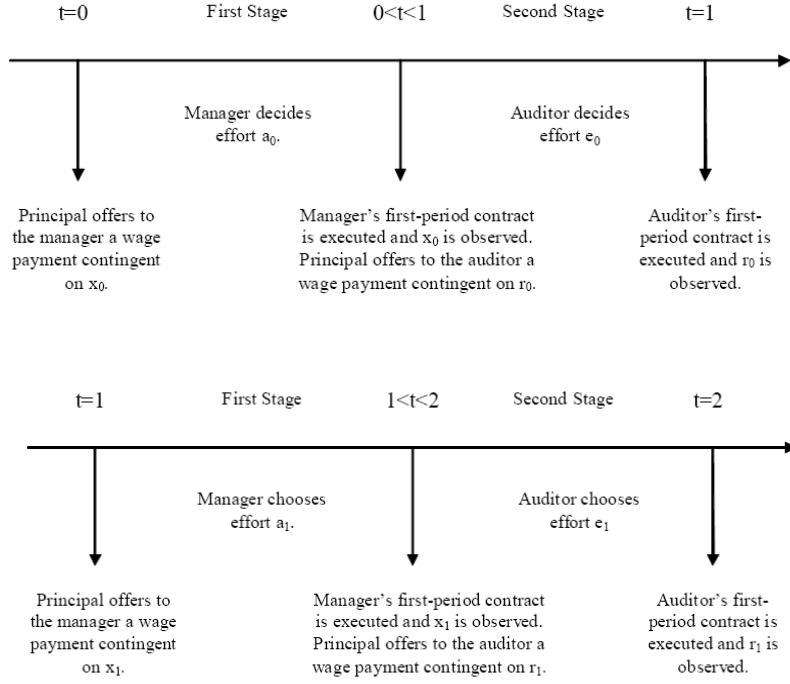 t=0 First Stage 0<t<1 Second Stage t=1
Manager decides
effort a₀.
Auditor decides
effort e₀
Principal offers to
the manager a wage
payment contingent
on x₀.
Manager's first-period contract
is executed and x₀ is observed.
Principal offers to the auditor a
wage payment contingent on r₀.
Auditor's first-
period contract is
executed and r₀ is
observed.
t=1 First Stage 1<t<2 Second Stage t=2
Manager chooses
effort a₁.
Auditor chooses
effort e₁
Principal offers to
the manager a wage
payment contingent
on x₁.
Manager's first-period contract
is executed and x₁ is observed.
Principal offers to the auditor a
wage payment contingent on r₁.
Auditor's first-
period contract is
executed and r₁ is
observed.